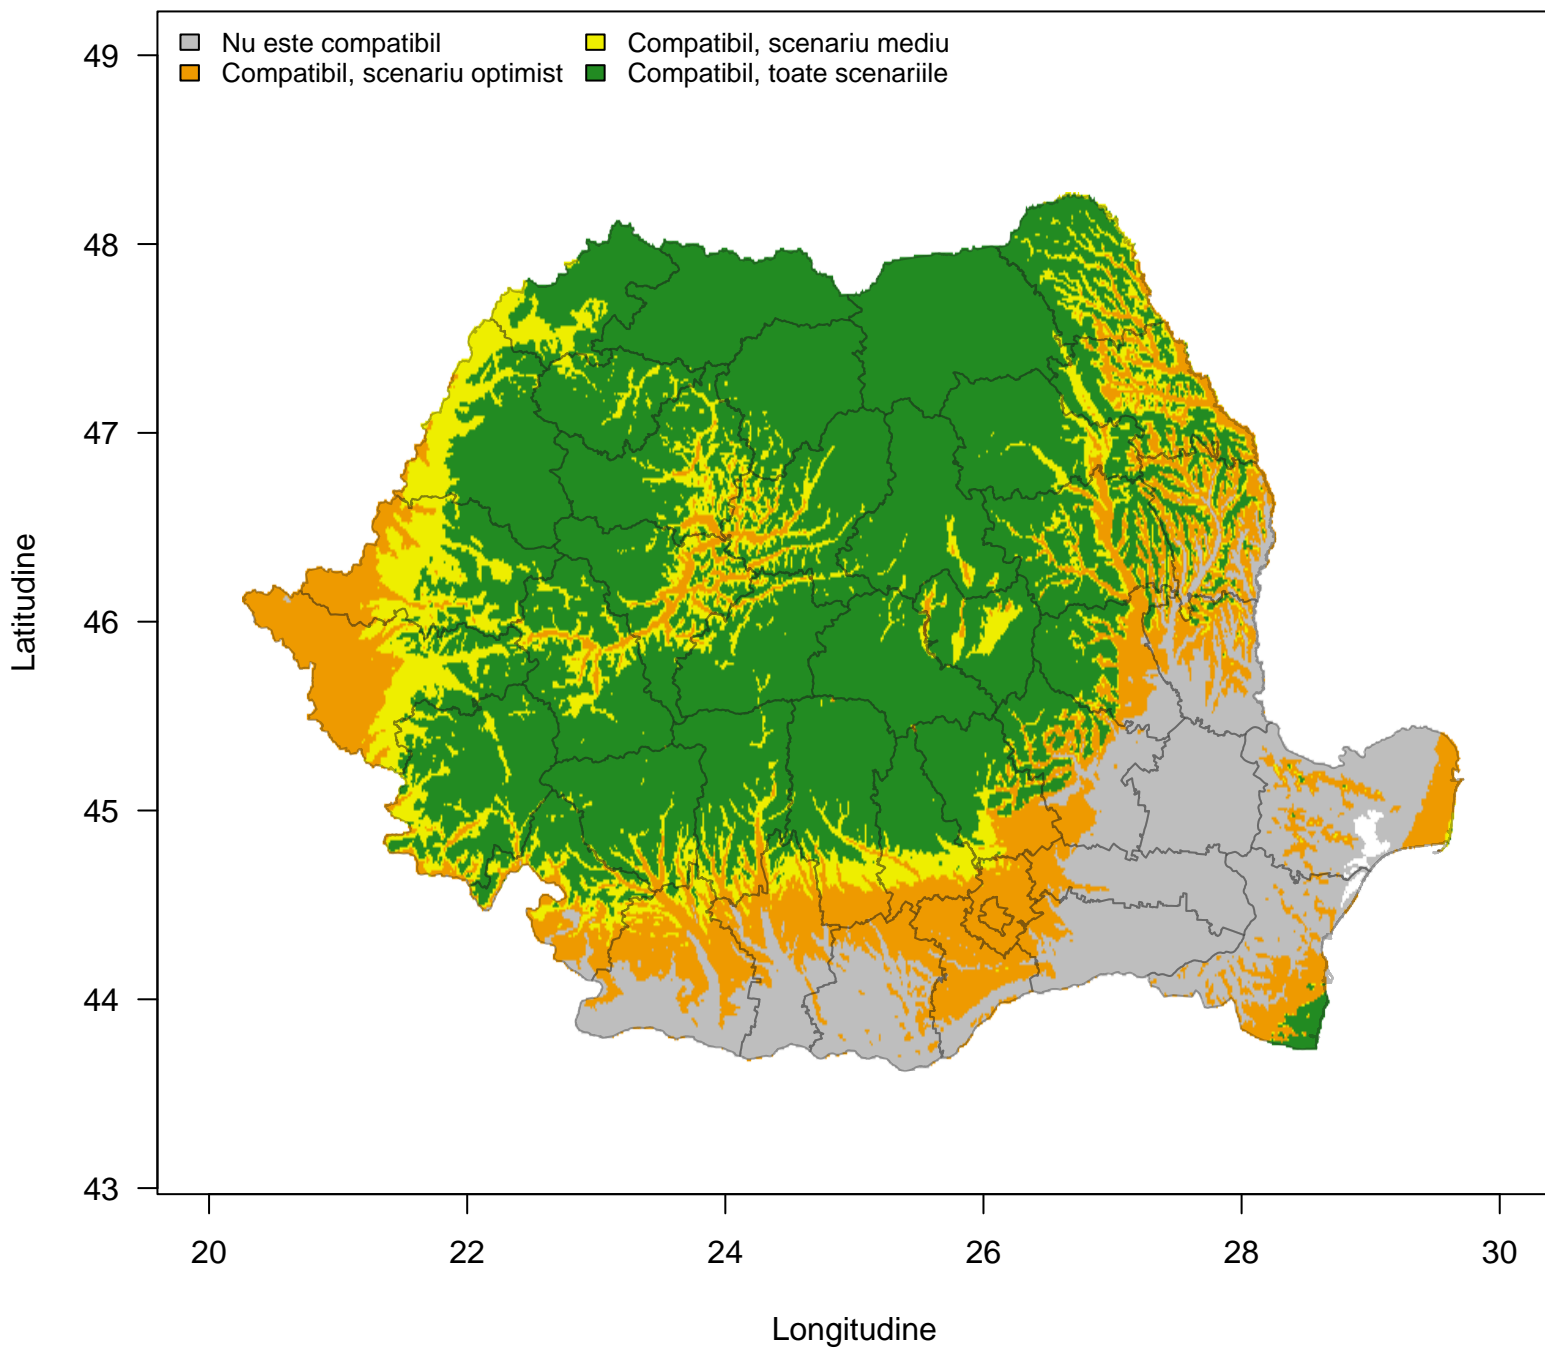 Nu este compatibil
Compatibil, scenariu optimist
Compatibil, scenariu mediu
Compatibil, toate scenariile
49
48
47
46
45
44
43
Latitudine
20 22 24 26 28 30
Longitudine